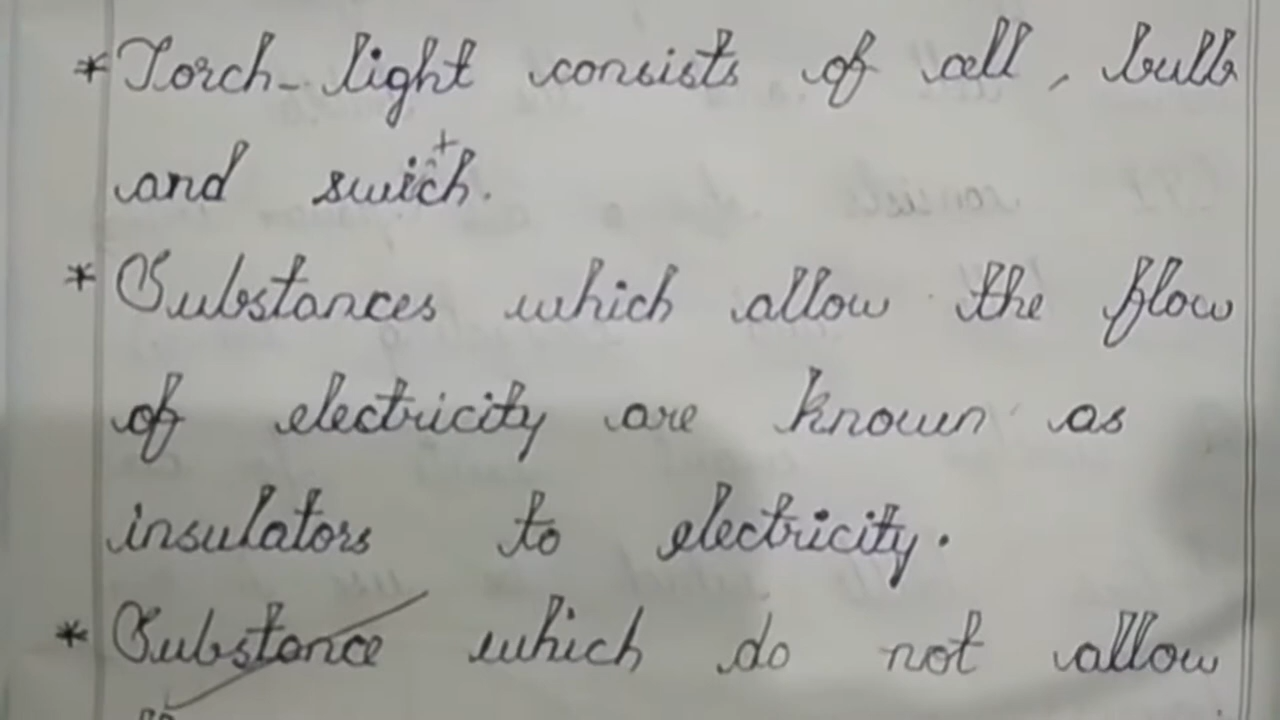 * Torch-light consists of cell, bulb
and switch.
* Substances which allow the flow
of electricity are known as
insulators to electricity.
* Substance which do not allow